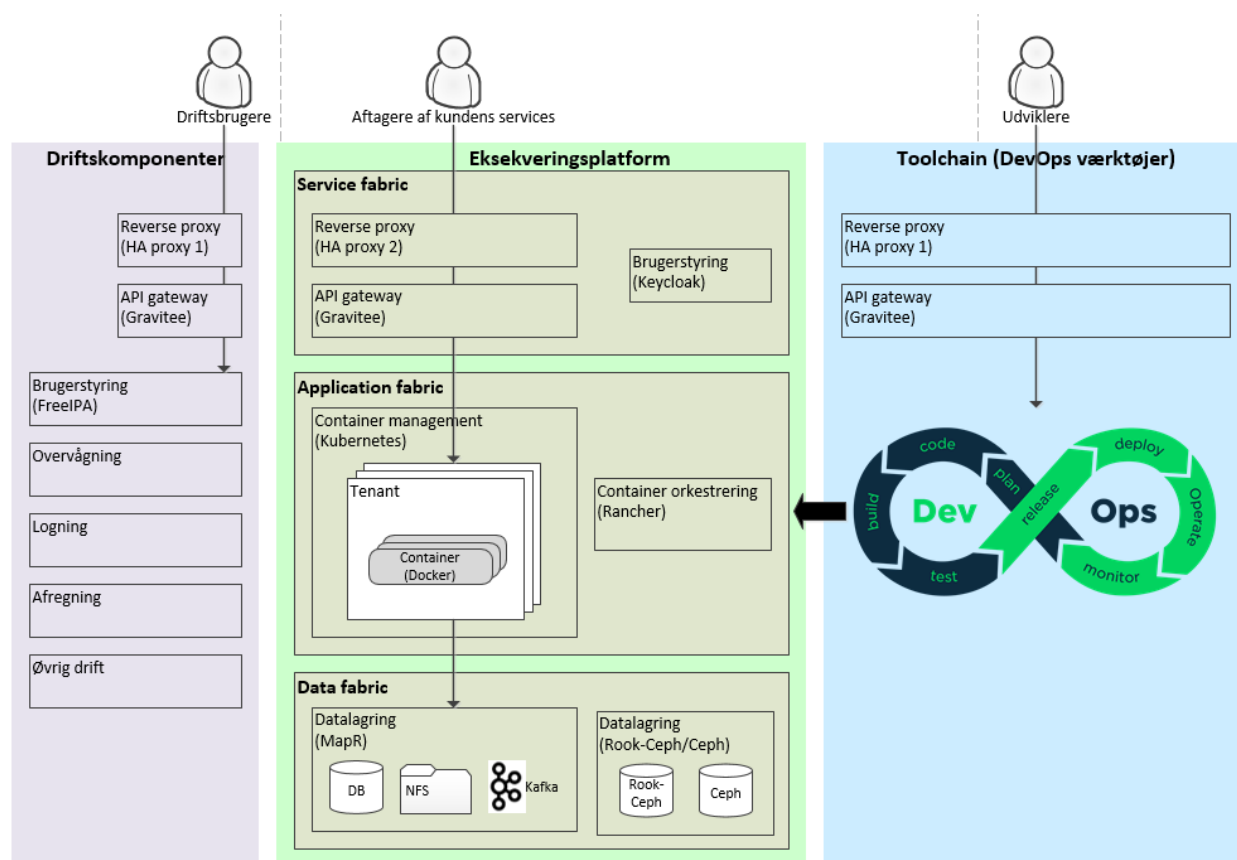 Driftsbrugere
Aftagere af kundens services
Udviklere
Driftskomponenter
Reverse proxy
(HA proxy 1)
API gateway
(Gravitee)
Brugerstyring
(FreeIPA)
Overvågning
Logning
Afregning
Øvrig drift
Eksekveringsplatform
Service fabric
Reverse proxy
(HA proxy 2)
API gateway
(Gravitee)
Brugerstyring
(Keycloak)
Application fabric
Container management
(Kubernetes)
Tenant
Container
(Docker)
Container orkestrering
(Rancher)
Data fabric
Datalagring
(MapR)
DB
NFS
Kafka
Datalagring
(Rook-Ceph/Ceph)
Rook-
Ceph
Ceph
Toolchain (DevOps værktøjer)
Reverse proxy
(HA proxy 1)
API gateway
(Gravitee)
code
build
test
plan
release
deploy
Operate
monitor
Dev
Ops